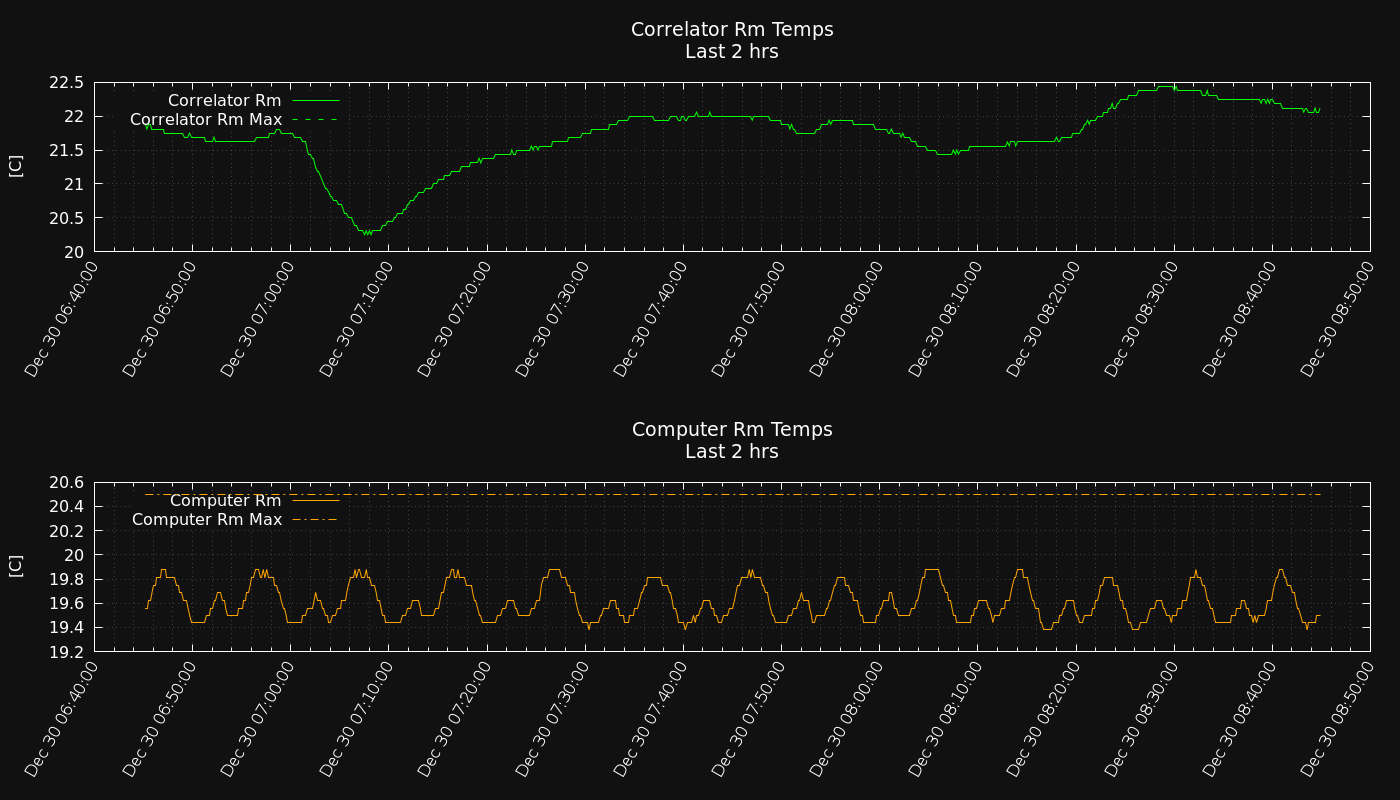 Correlator Rm Temps
Last 2 hrs
22.5
22
21.5
21
20.5
20
[C]
Correlator Rm
Correlator Rm Max
Dec 30 06:40:00
Dec 30 06:50:00
Dec 30 07:00:00
Dec 30 07:10:00
Dec 30 07:20:00
Dec 30 07:30:00
Dec 30 07:40:00
Dec 30 07:50:00
Dec 30 08:00:00
Dec 30 08:10:00
Dec 30 08:20:00
Dec 30 08:30:00
Dec 30 08:40:00
Dec 30 08:50:00
Computer Rm Temps
Last 2 hrs
20.6
20.4
20.2
20
19.8
19.6
19.4
19.2
[C]
Computer Rm
Computer Rm Max
Dec 30 06:40:00
Dec 30 06:50:00
Dec 30 07:00:00
Dec 30 07:10:00
Dec 30 07:20:00
Dec 30 07:30:00
Dec 30 07:40:00
Dec 30 07:50:00
Dec 30 08:00:00
Dec 30 08:10:00
Dec 30 08:20:00
Dec 30 08:30:00
Dec 30 08:40:00
Dec 30 08:50:00